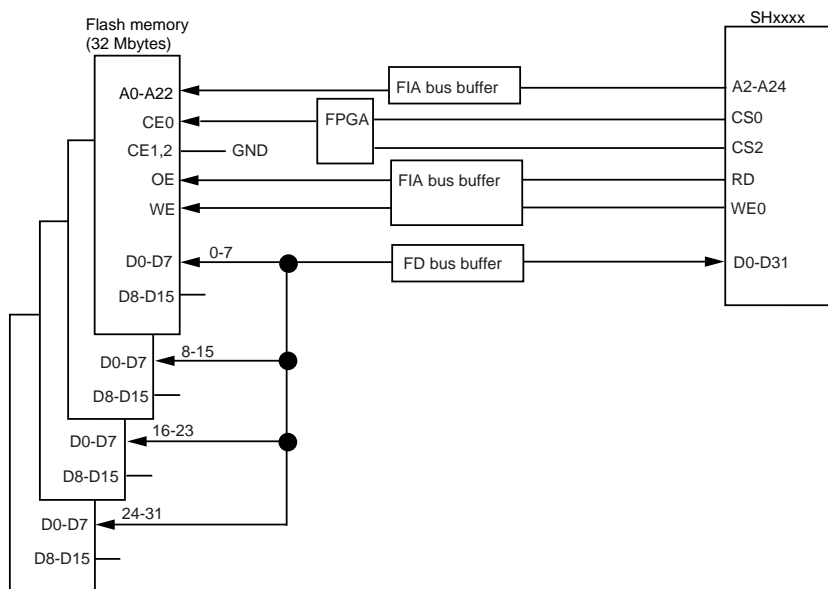 Flash memory
(32 Mbytes)
SHxxxx
A0-A22
FIA bus buffer
A2-A24
CE0
FPGA
CS0
CE1,2
GND
CS2
OE
FIA bus buffer
RD
WE
WE0
D0-D7
0-7
FD bus buffer
D0-D31
D8-D15
D0-D7
8-15
D8-D15
D0-D7
16-23
D8-D15
D0-D7
24-31
D8-D15